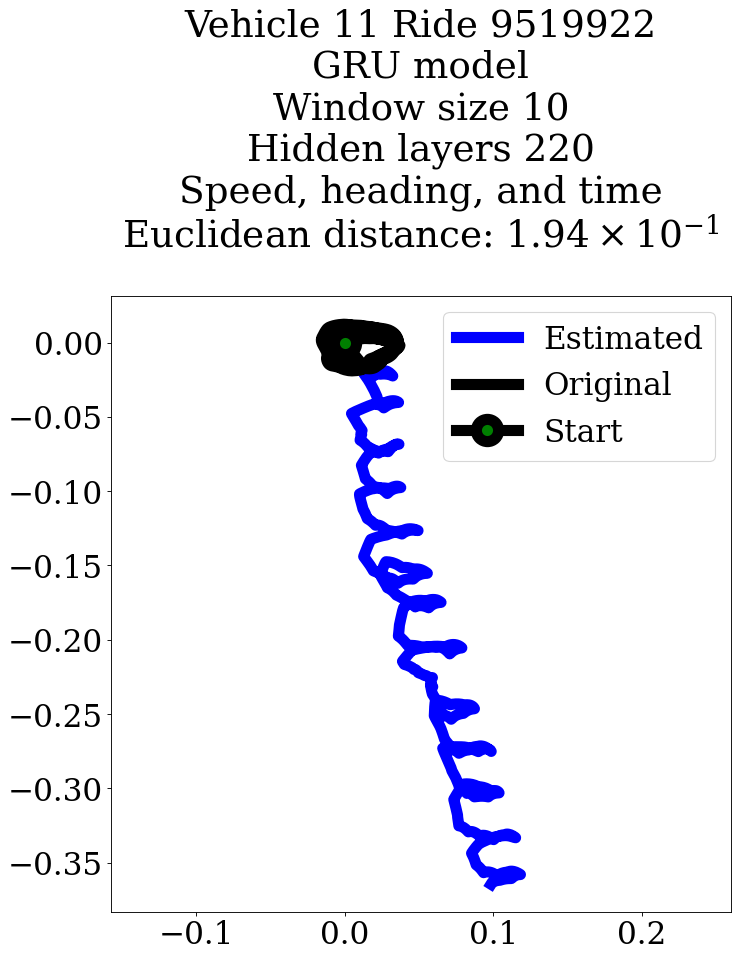 Vehicle 11 Ride 9519922
GRU model
Window size 10
Hidden layers 220
Speed, heading, and time
Euclidean distance: 1.94 × 10⁻¹
Estimated
Original
Start
0.00
−0.05
−0.10
−0.15
−0.20
−0.25
−0.30
−0.35
−0.1
0.0
0.1
0.2